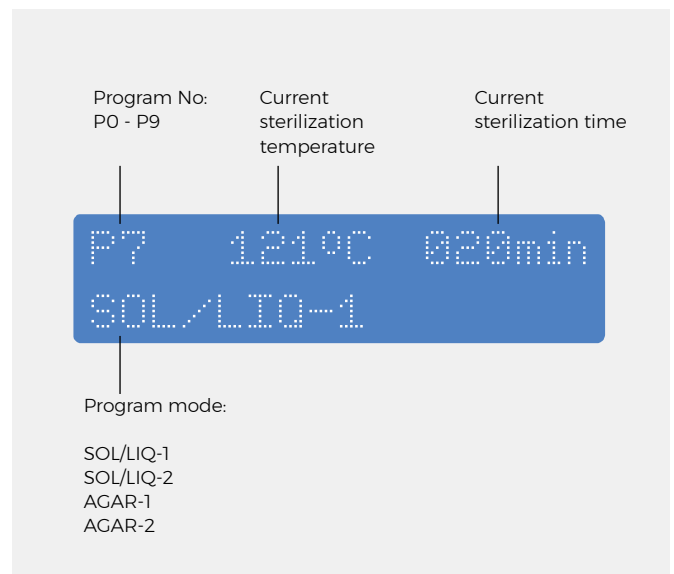 Program No:
P0 - P9
Current
sterilization
temperature
Current
sterilization time
P7 121ºC 020min
SOL/LIQ-1
Program mode:
SOL/LIQ-1
SOL/LIQ-2
AGAR-1
AGAR-2